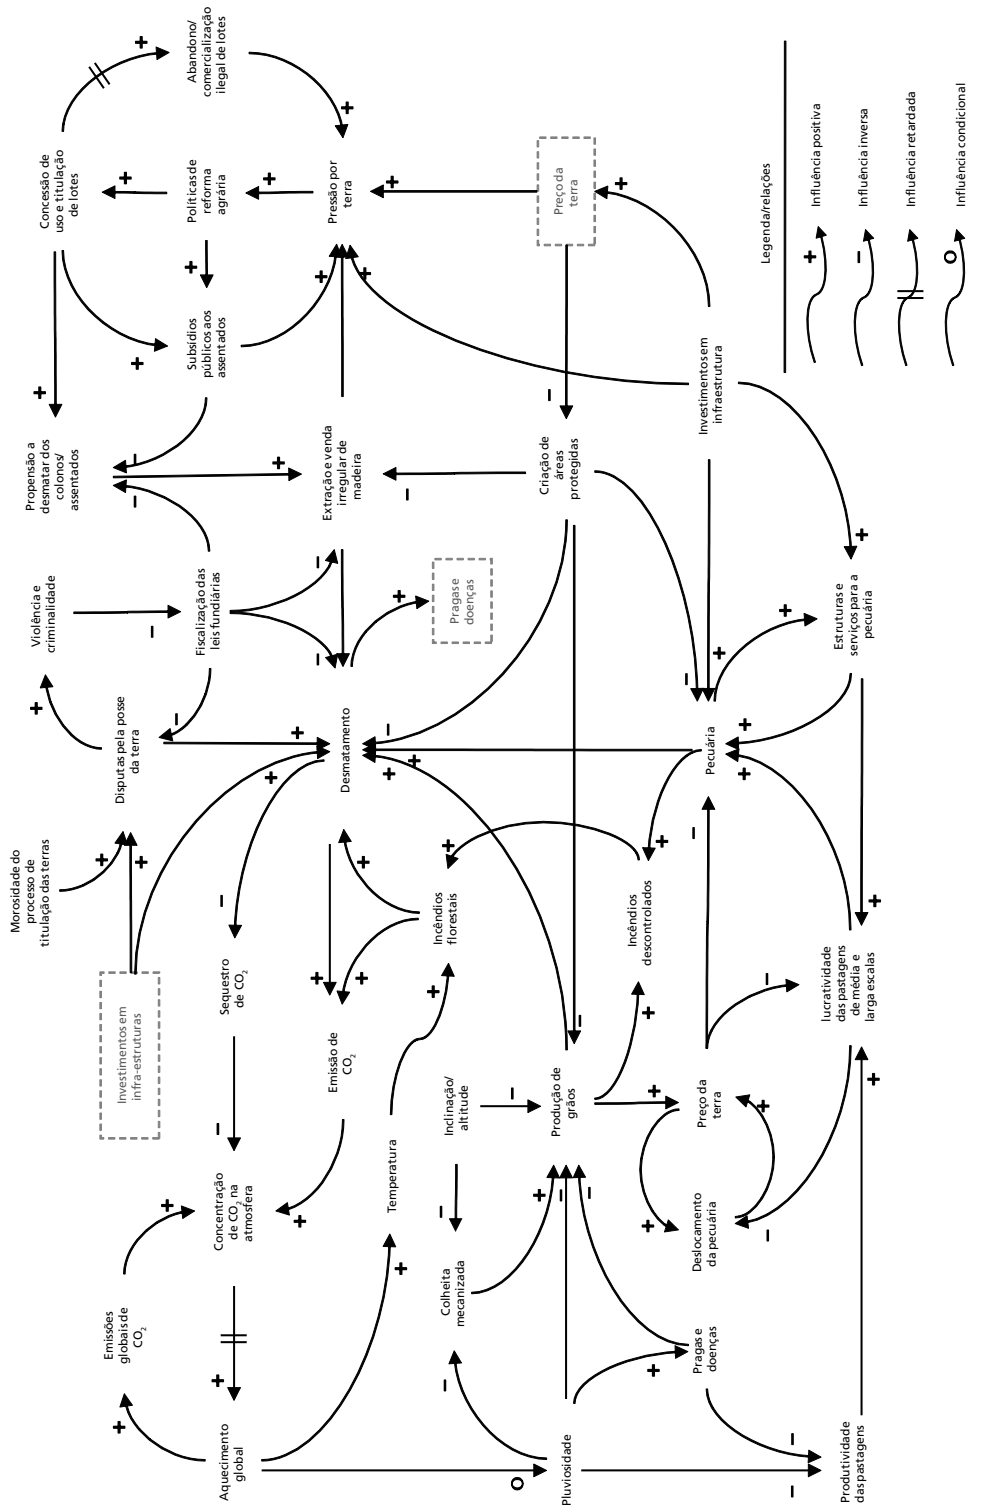 Aquecimento
global
Emissões
globais de
CO2
Concentração
de CO2 na
atmosfera
Investimentos em
infra-estruturas
Sequestro
de CO2
Morosidade do
processo de
titulação das terras
Disputas pela posse
da terra
Violência e
criminalidade
Fiscalização das
leis fundiárias
Propensão a
desmatar dos
colonos/
assentados
Subsídios
públicos aos
assentados
Concessão de
uso e titulação
de lotes
Políticas de
reforma
agrária
Abandono/
comercialização
ilegal de lotes
Pressão por
terra
Extração e venda
irregular de
madeira
Desmatamento
Emissão de
CO2
Temperatura
Incêndios
florestais
Pragas e
doenças
Inclinação/
altitude
Colheita
mecanizada
Pluviosidade
Produção de
grãos
Criação de
áreas
protegidas
Preço da
terra
Incêndios
descontrolados
Pecuária
Investimentos em
infraestrutura
Preço da
terra
Deslocamento
da pecuária
Pragas e
doenças
Produtividade
das pastagens
lucratividade
das pastagens
de média e
larga escalas
Estruturas e
serviços para a
pecuária
Legenda/relações
+
Influência positiva
–
Influência inversa
Influência retardada
O
Influência condicional